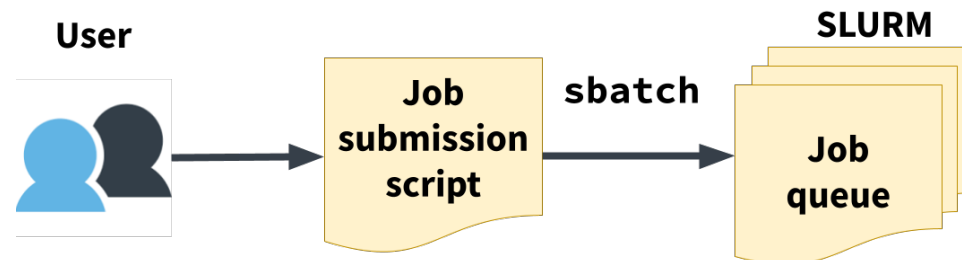 User
Job
submission
script
sbatch
SLURM
Job
queue